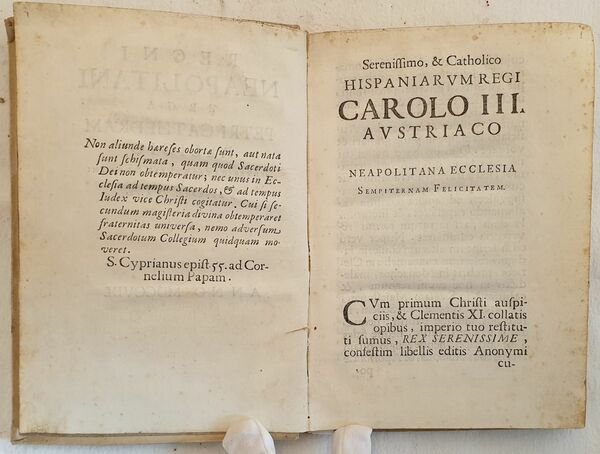 Non aliunde hæreses obortæ sunt, aut nata
sunt schismata, quam quod Sacerdoti
Dei non obtemperatur; nec unus in Ec-
clesia ad tempus Sacerdos, & ad tempus
Iudex vice Christi cogitatur. Cui si se-
cundum magisteria divina obtemperaret
fraternitas universa, nemo adversum
Sacerdotum Collegium quidquam mo-
veret.
S. Cyprianus epist 55. ad Cor-
nelium Papam.
Serenissimo, & Catholico
HISPANIARVM REGI
CAROLO III.
AVSTRIACO
NEAPOLITANA ECCLESIA
SEMPITERNAM FELICITATEM.
CVm primum Christi auspi-
ciis, & Clementis XI. collatis
opibus, imperio tuo restitu-
ti sumus, REX SERENISSIME,
confestim libellis editis Anonymi
cu-